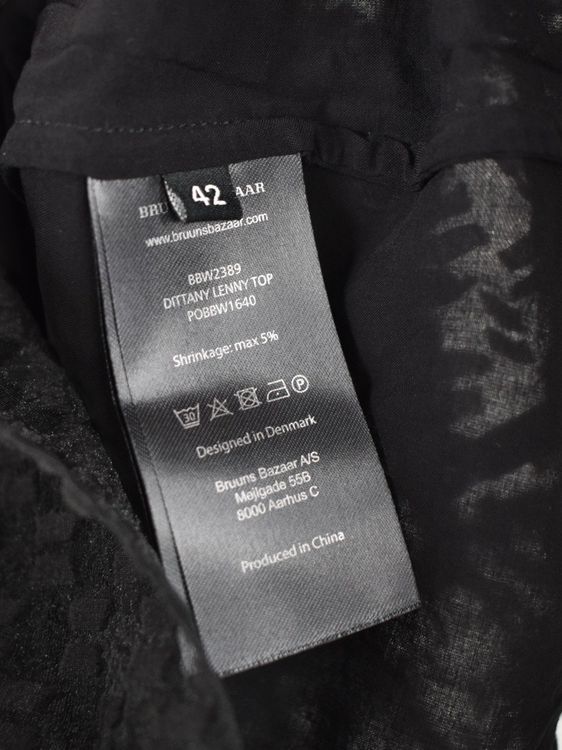 42
BRU AAR
www.bruunsbazaar.com
BBW2389
DITTANY LENNY TOP
POBBW1640
Shrinkage: max 5%
30 P
Designed in Denmark
Bruuns Bazaar A/S
Mejlgade 55B
8000 Aarhus C
Produced in China